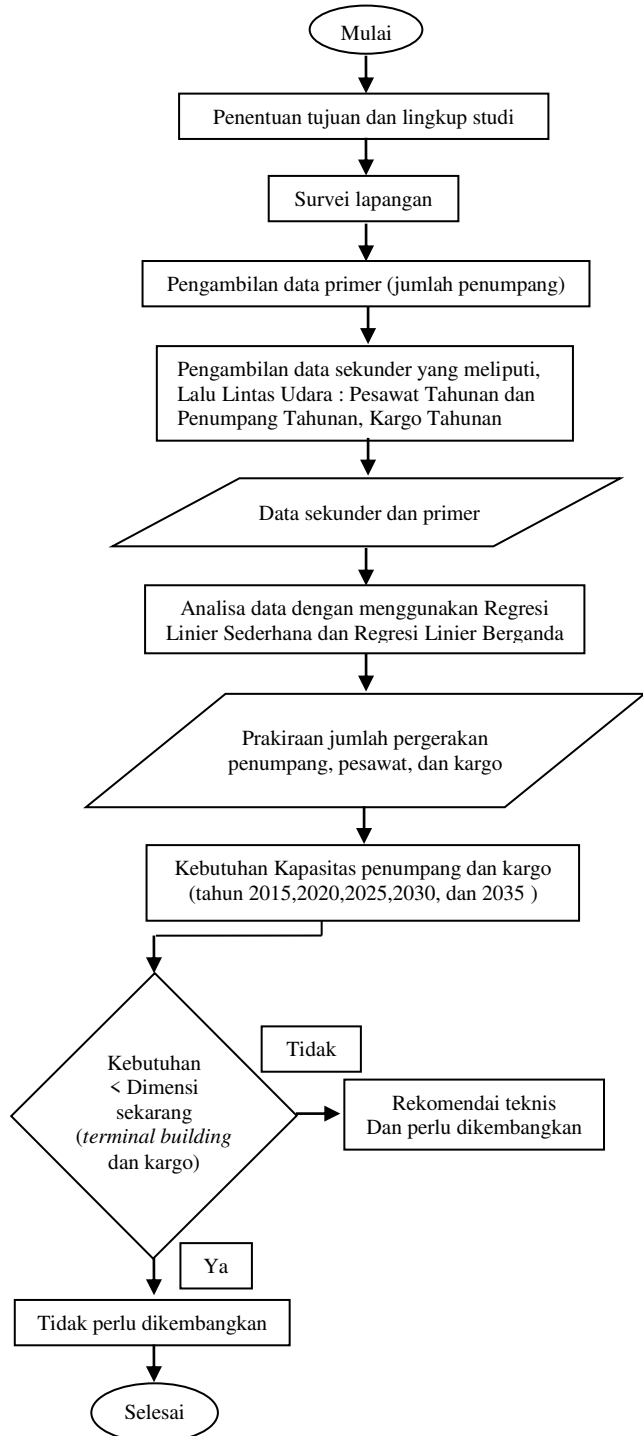 Mulai
Penentuan tujuan dan lingkup studi
Survei lapangan
Pengambilan data primer (jumlah penumpang)
Pengambilan data sekunder yang meliputi,
Lalu Lintas Udara : Pesawat Tahunan dan
Penumpang Tahunan, Kargo Tahunan
Data sekunder dan primer
Analisa data dengan menggunakan Regresi
Linier Sederhana dan Regresi Linier Berganda
Prakiraan jumlah pergerakan
penumpang, pesawat, dan kargo
Kebutuhan Kapasitas penumpang dan kargo
(tahun 2015,2020,2025,2030, dan 2035 )
Kebutuhan
< Dimensi
sekarang
(terminal building
dan kargo)
Tidak
Rekomendai teknis
Dan perlu dikembangkan
Ya
Tidak perlu dikembangkan
Selesai